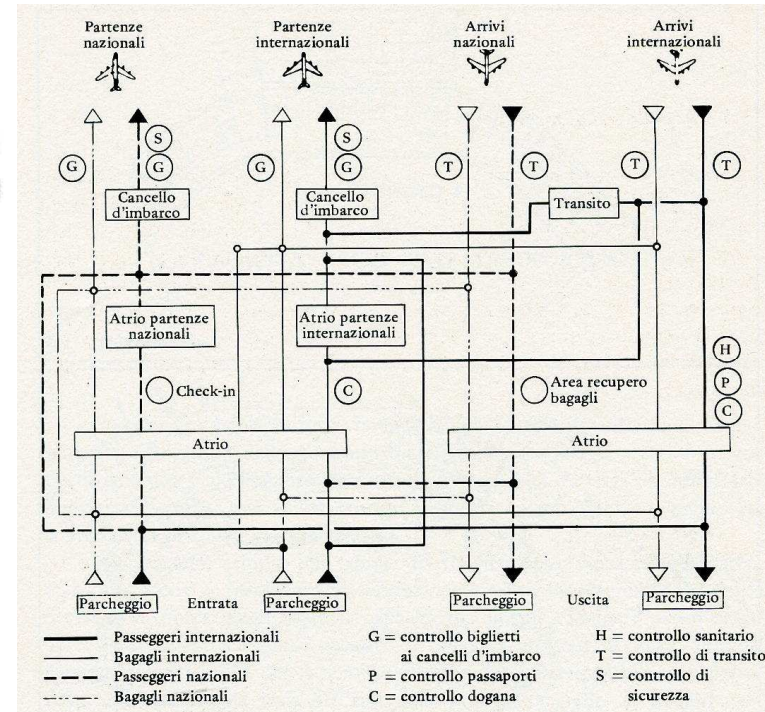 Partenze
nazionali
Partenze
internazionali
Arrivi
nazionali
Arrivi
internazionali
S
S
G
G
G
G
T
T
T
T
Cancello
d'imbarco
Cancello
d'imbarco
Transito
Atrio partenze
nazionali
Atrio partenze
internazionali
H
Check-in
C
Area recupero
bagagli
P
C
Atrio
Atrio
Parcheggio
Entrata
Parcheggio
Parcheggio
Uscita
Parcheggio
Passeggeri internazionali
Bagagli internazionali
Passeggeri nazionali
Bagagli nazionali
G = controllo biglietti
ai cancelli d'imbarco
P = controllo passaporti
C = controllo dogana
H = controllo sanitario
T = controllo di transito
S = controllo di
sicurezza